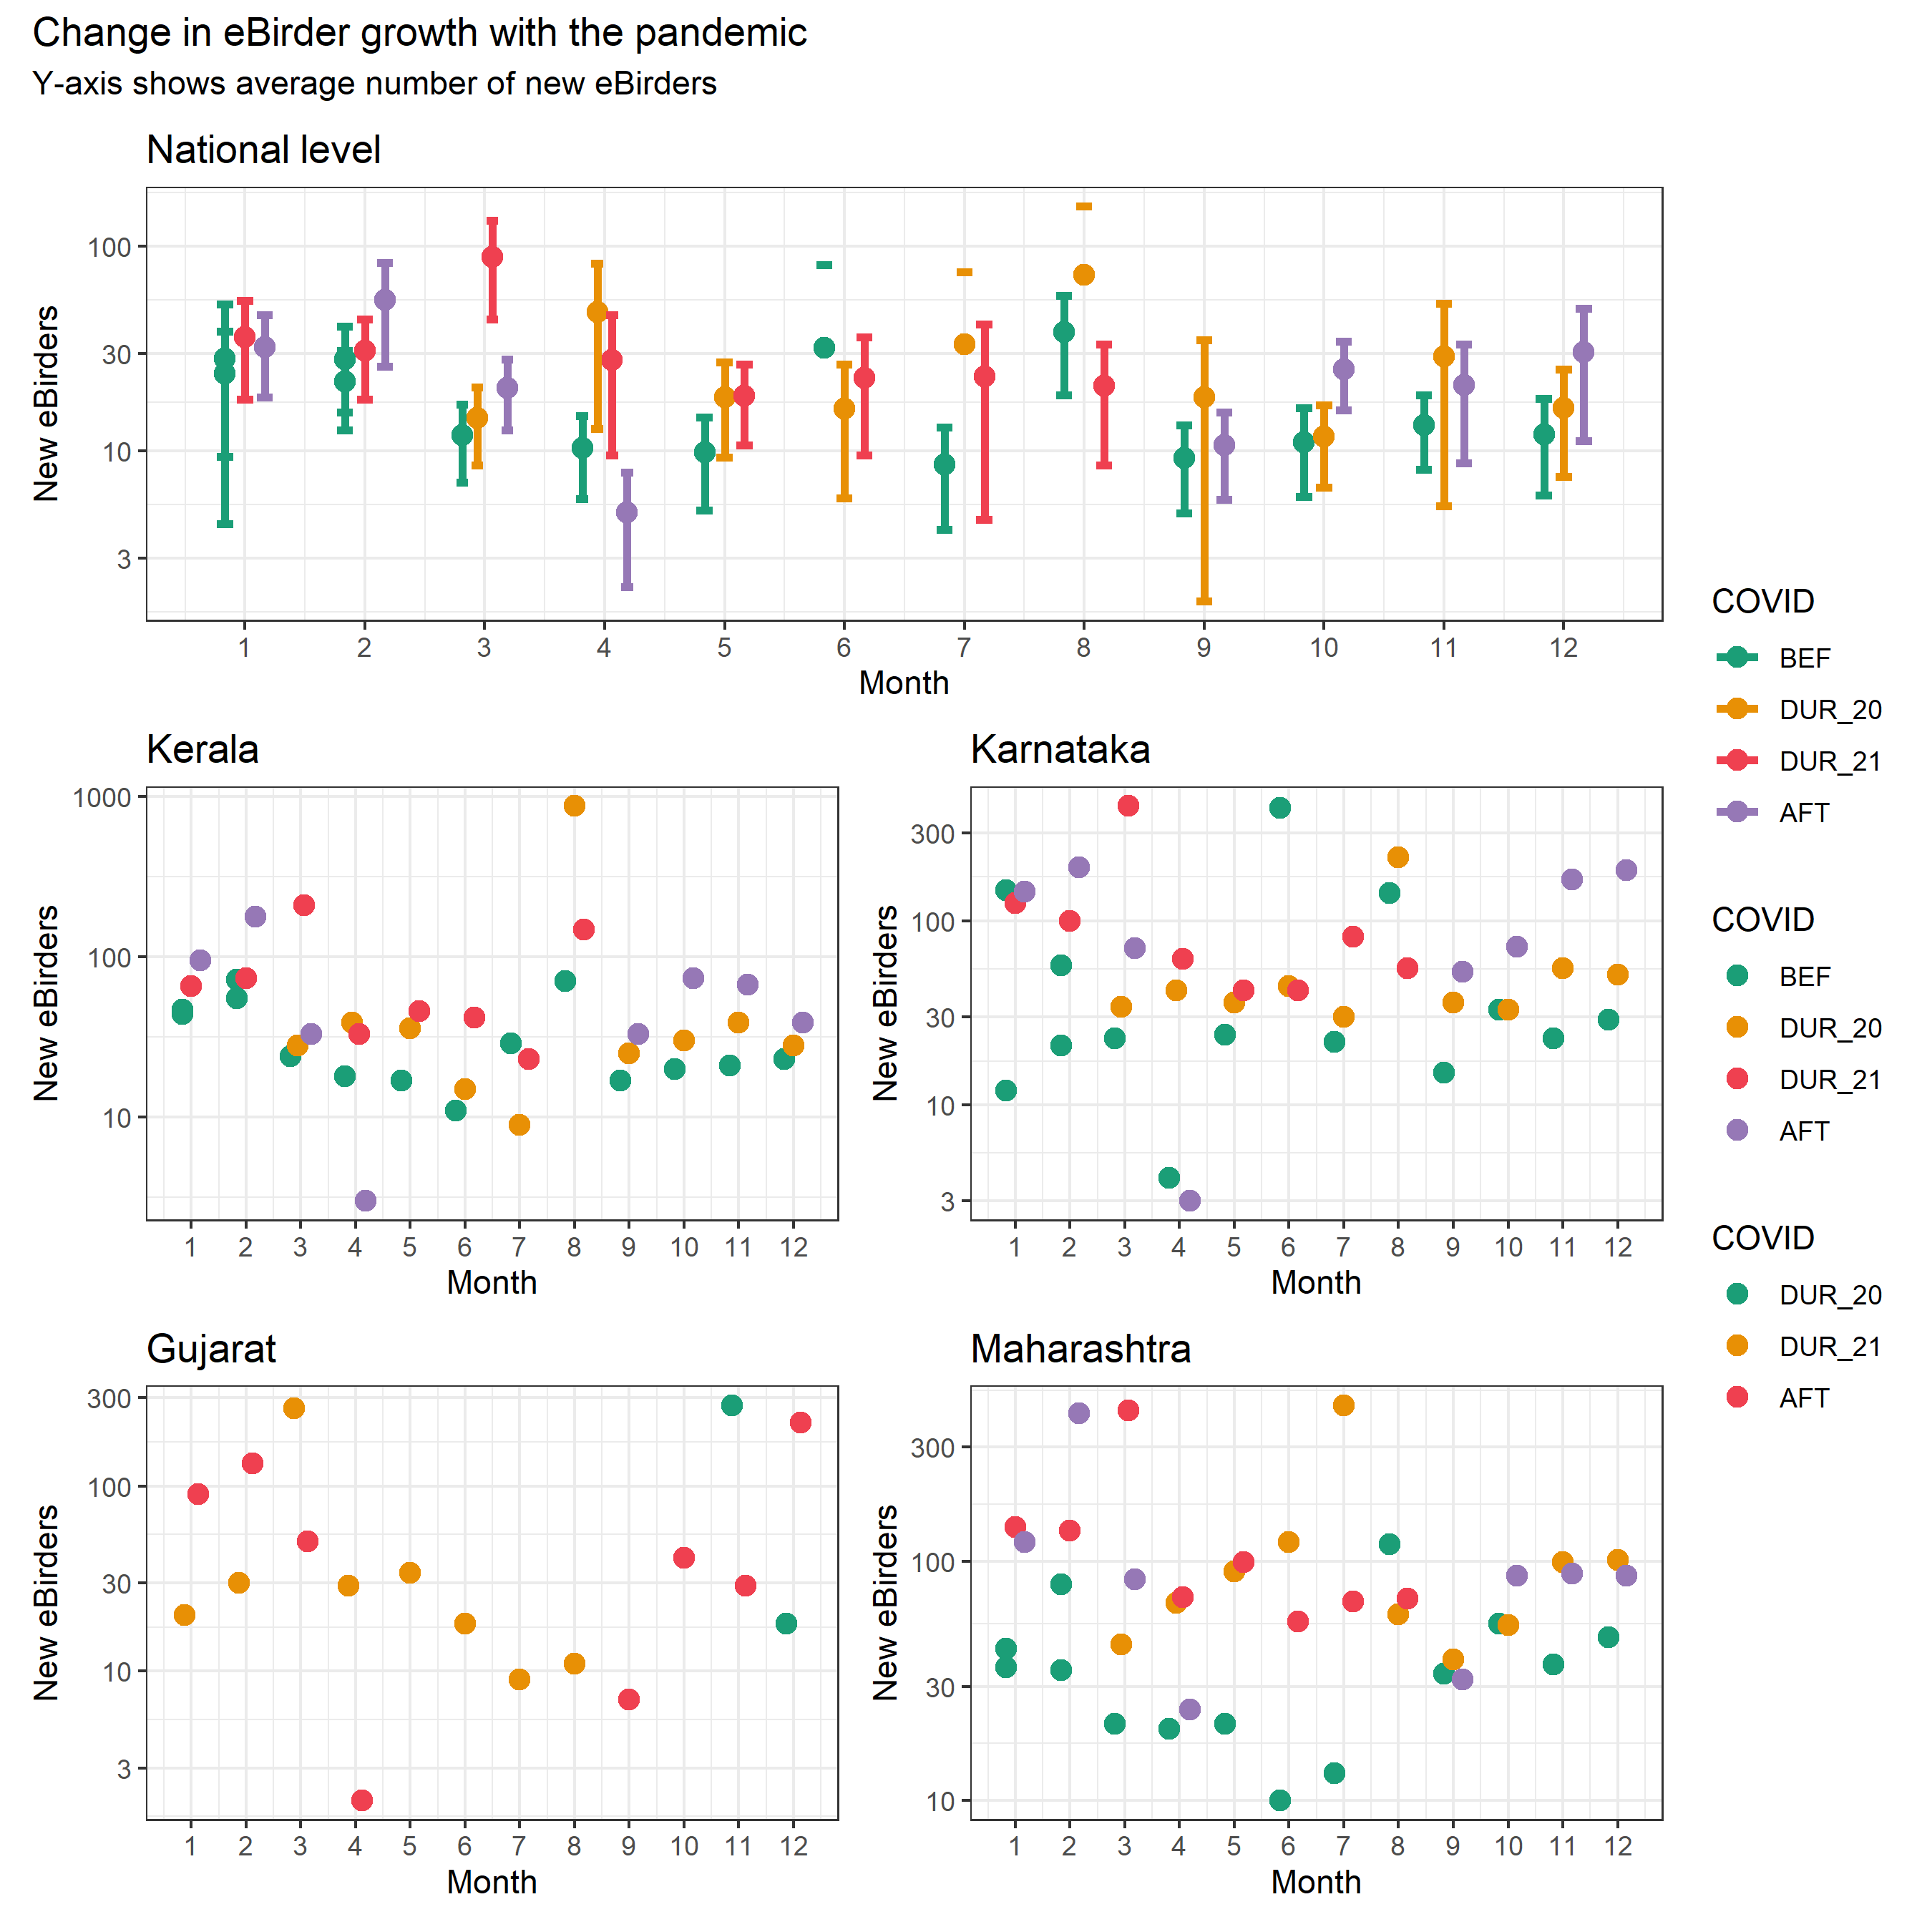 Change in eBirder growth with the pandemic
Y-axis shows average number of new eBirders
National level
New eBirders
100
30
10
3
1 2 3 4 5 6 7 8 9 10 11 12
Month
Kerala
New eBirders
1000
100
10
1 2 3 4 5 6 7 8 9 10 11 12
Month
Karnataka
New eBirders
300
100
30
10
3
1 2 3 4 5 6 7 8 9 10 11 12
Month
Gujarat
New eBirders
300
100
30
10
3
1 2 3 4 5 6 7 8 9 10 11 12
Month
Maharashtra
New eBirders
300
100
30
10
1 2 3 4 5 6 7 8 9 10 11 12
Month
COVID
BEF
DUR_20
DUR_21
AFT
COVID
BEF
DUR_20
DUR_21
AFT
COVID
DUR_20
DUR_21
AFT